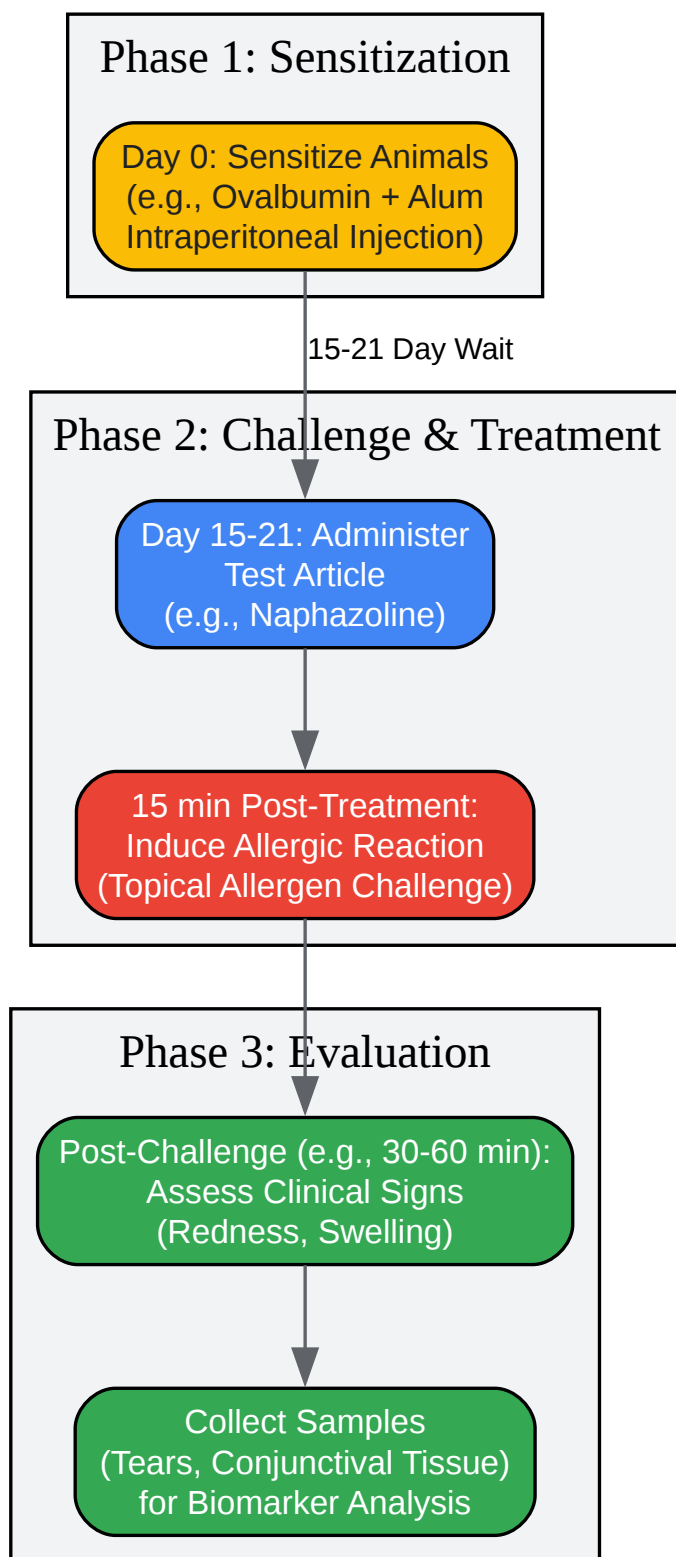 Phase 1: Sensitization
Day 0: Sensitize Animals
(e.g., Ovalbumin + Alum
Intraperitoneal Injection)
15-21 Day Wait
Phase 2: Challenge & Treatment
Day 15-21: Administer
Test Article
(e.g., Naphazoline)
15 min Post-Treatment:
Induce Allergic Reaction
(Topical Allergen Challenge)
Phase 3: Evaluation
Post-Challenge (e.g., 30-60 min):
Assess Clinical Signs
(Redness, Swelling)
Collect Samples
(Tears, Conjunctival Tissue)
for Biomarker Analysis